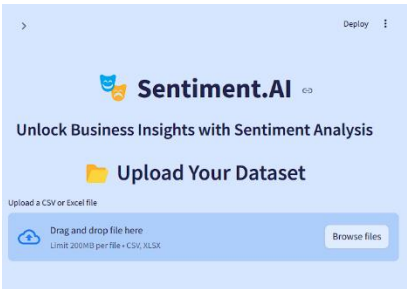 Deploy
Sentiment.AI
Unlock Business Insights with Sentiment Analysis
Upload Your Dataset
Upload a CSV or Excel file
Drag and drop file here
Limit 200MB per file • CSV, XLSX
Browse files